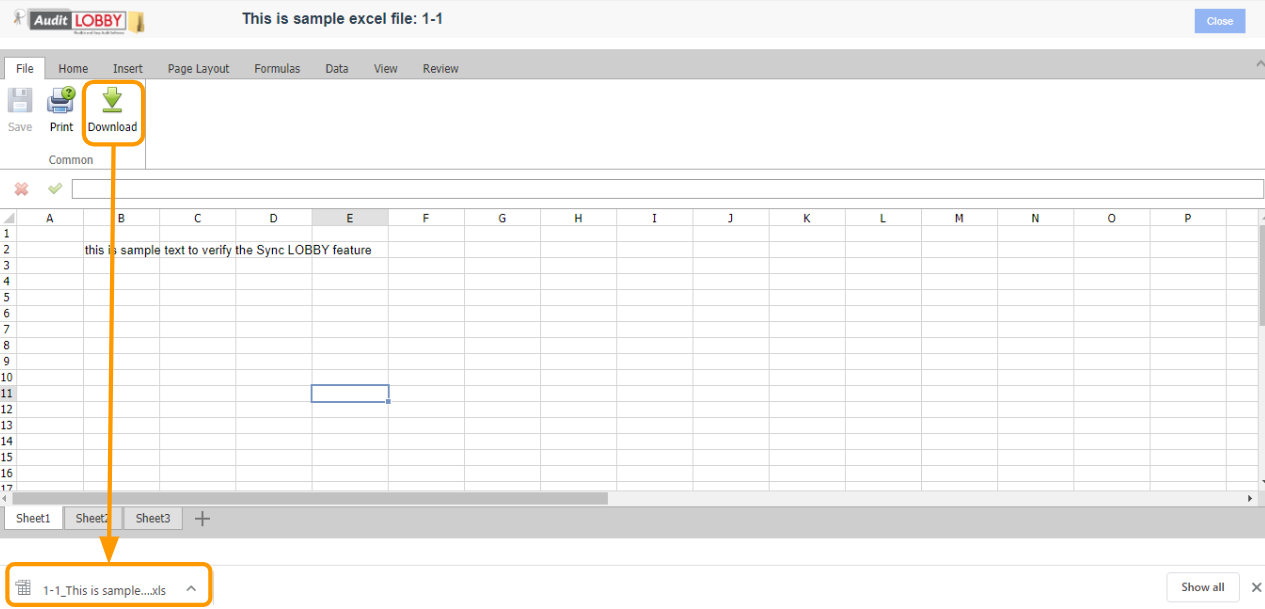 Audit LOBBY
This is sample excel file: 1-1
Close
File Home Insert Page Layout Formulas Data View Review
Save Print Download
Common
A B C D E F G H I J K L M N O P
1
2 this is sample text to verify the Sync LOBBY feature
3
4
5
6
7
8
9
10
11
12
13
14
15
16
17
Sheet1 Sheet2 Sheet3
1-1_This is sample....xls
Show all